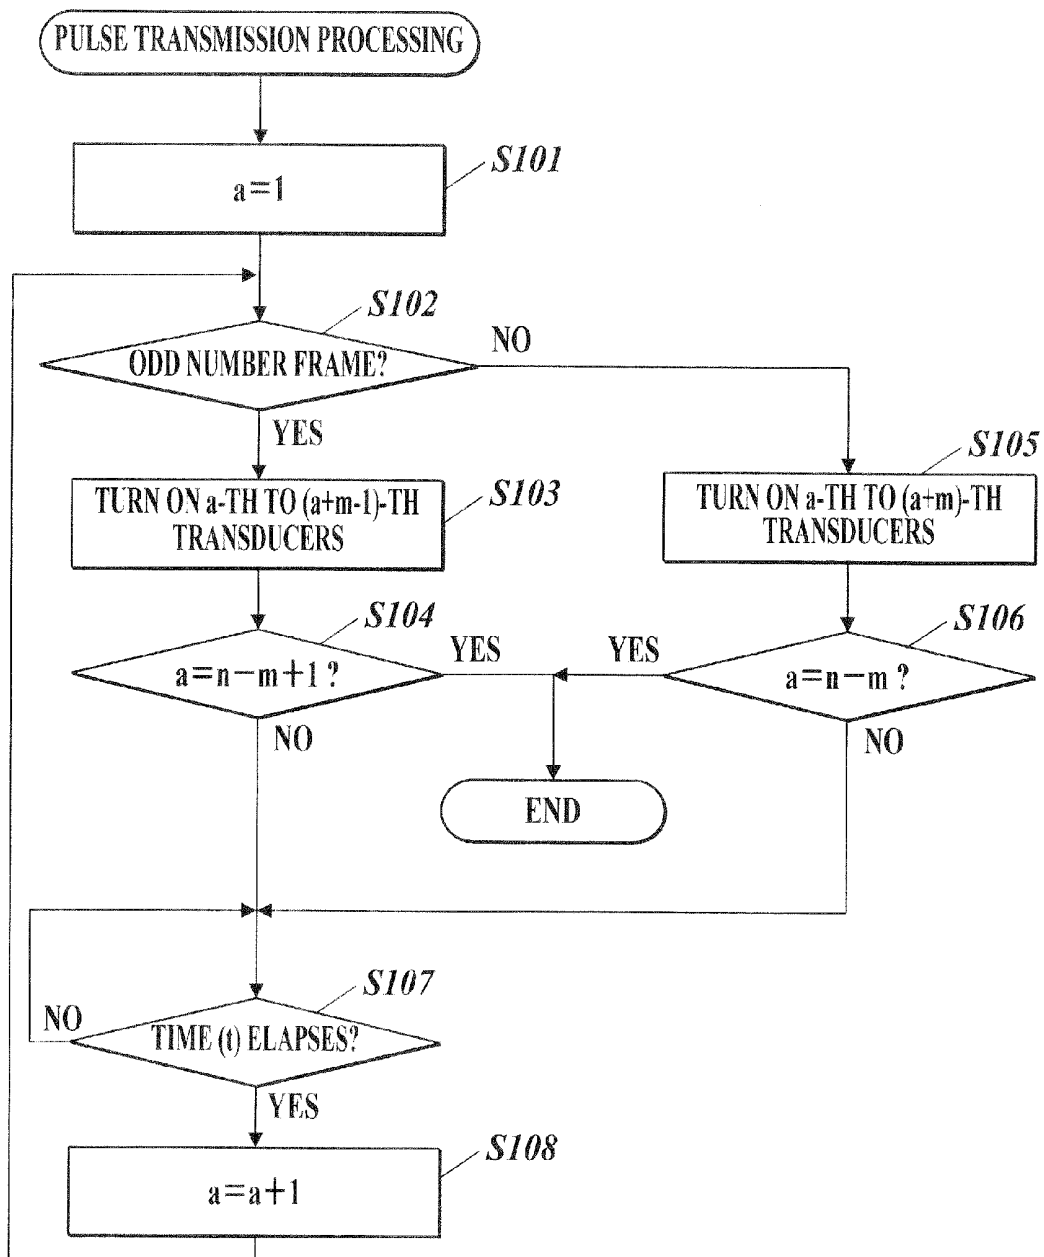 PULSE TRANSMISSION PROCESSING
S101
a=1
S102
ODD NUMBER FRAME?
NO
YES
S103
TURN ON a-TH TO (a+m-1)-TH
TRANSDUCERS
S105
TURN ON a-TH TO (a+m)-TH
TRANSDUCERS
S104
a=n−m+1 ?
YES
NO
S106
a=n−m ?
YES
NO
END
S107
TIME (t) ELAPSES?
NO
YES
S108
a=a+1